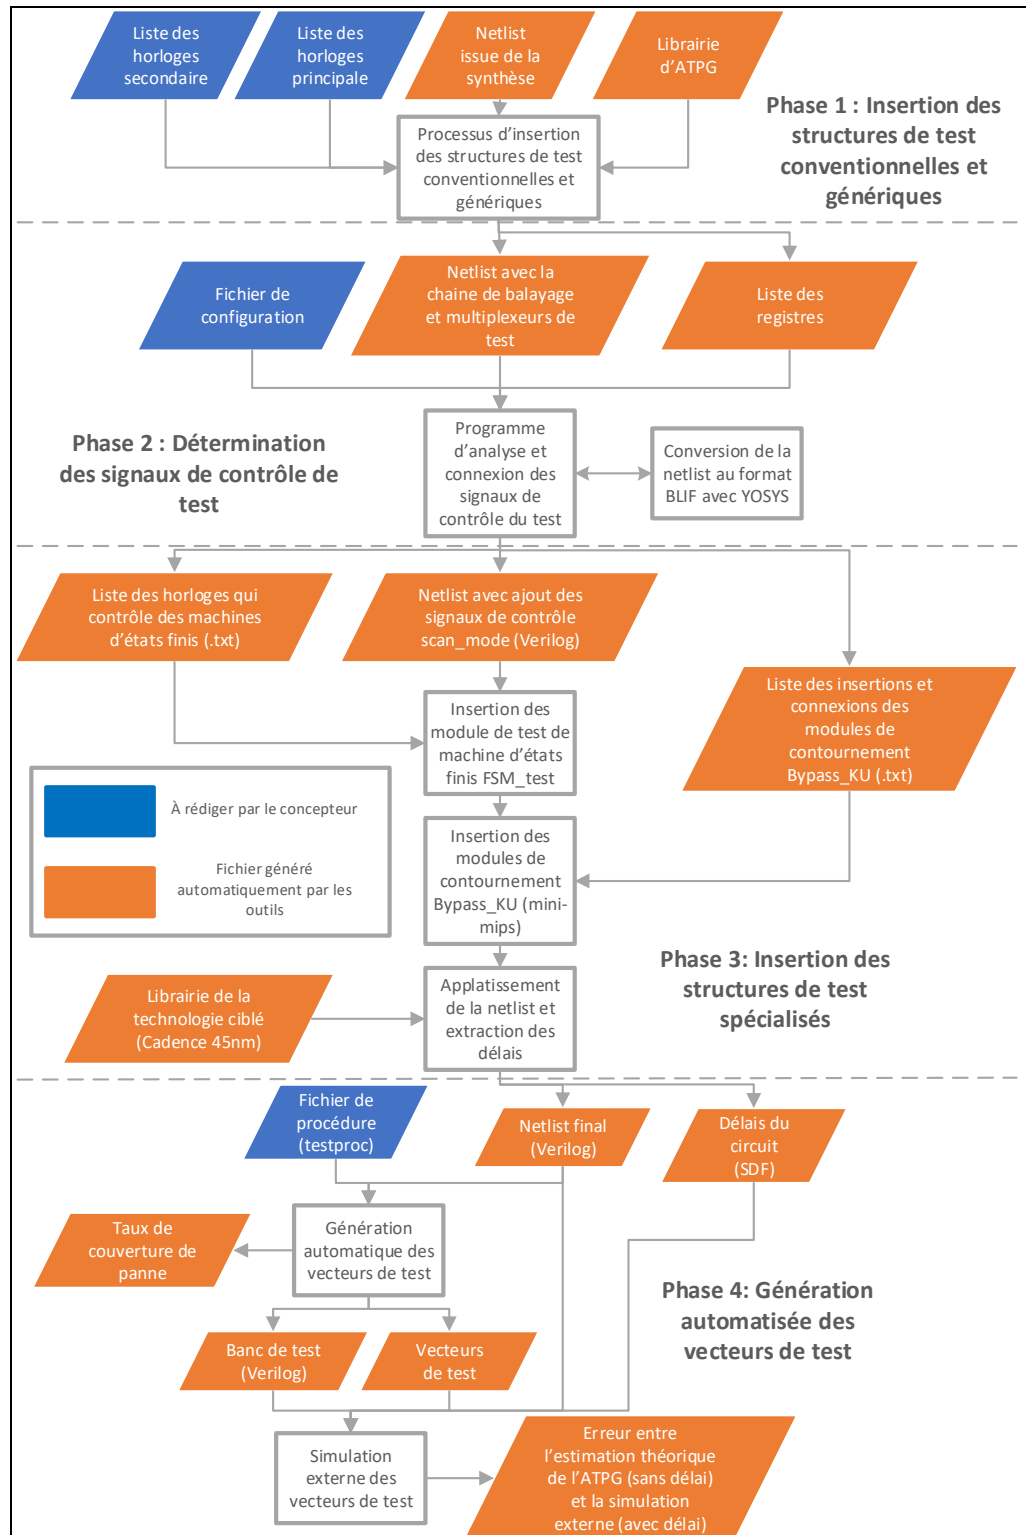 Liste des
horloges
secondaire
Liste des
horloges
principale
Netlist
issue de la
synthèse
Librairie
d'ATPG
Phase 1 : Insertion des
structures de test
conventionnelles et
génériques
Processus d'insertion
des structures de test
conventionnelles et
génériques
Fichier de
configuration
Netlist avec la
chaine de balayage
et multiplexeurs de
test
Liste des
registres
Phase 2 : Détermination
des signaux de contrôle de
test
Programme
d'analyse et
connexion des
signaux de
contrôle du test
Conversion de la
netlist au format
BLIF avec YOSYS
Liste des horloges qui
contrôle des machines
d'états finis (.txt)
Netlist avec ajout des
signaux de contrôle
scan_mode (Verilog)
Liste des insertions et
connexions des
modules de
contournement
Bypass_KU (.txt)
Insertion des
module de test de
machine d'états
finis FSM_test
À rédiger par le concepteur
Fichier généré
automatiquement par les
outils
Insertion des
modules de
contournement
Bypass_KU (mini-
mips)
Phase 3: Insertion des
structures de test
spécialisés
Librairie de la
technologie ciblé
(Cadence 45nm)
Applatissement
de la netlist et
extraction des
délais
Fichier de
procédure
(testproc)
Netlist final
(Verilog)
Délais du
circuit
(SDF)
Taux de
couverture de
panne
Génération
automatique des
vecteurs de test
Phase 4: Génération
automatisée des
vecteurs de test
Banc de test
(Verilog)
Vecteurs
de test
Simulation
externe des
vecteurs de test
Erreur entre
l'estimation théorique
de l'ATPG (sans délai)
et la simulation
externe (avec délai)